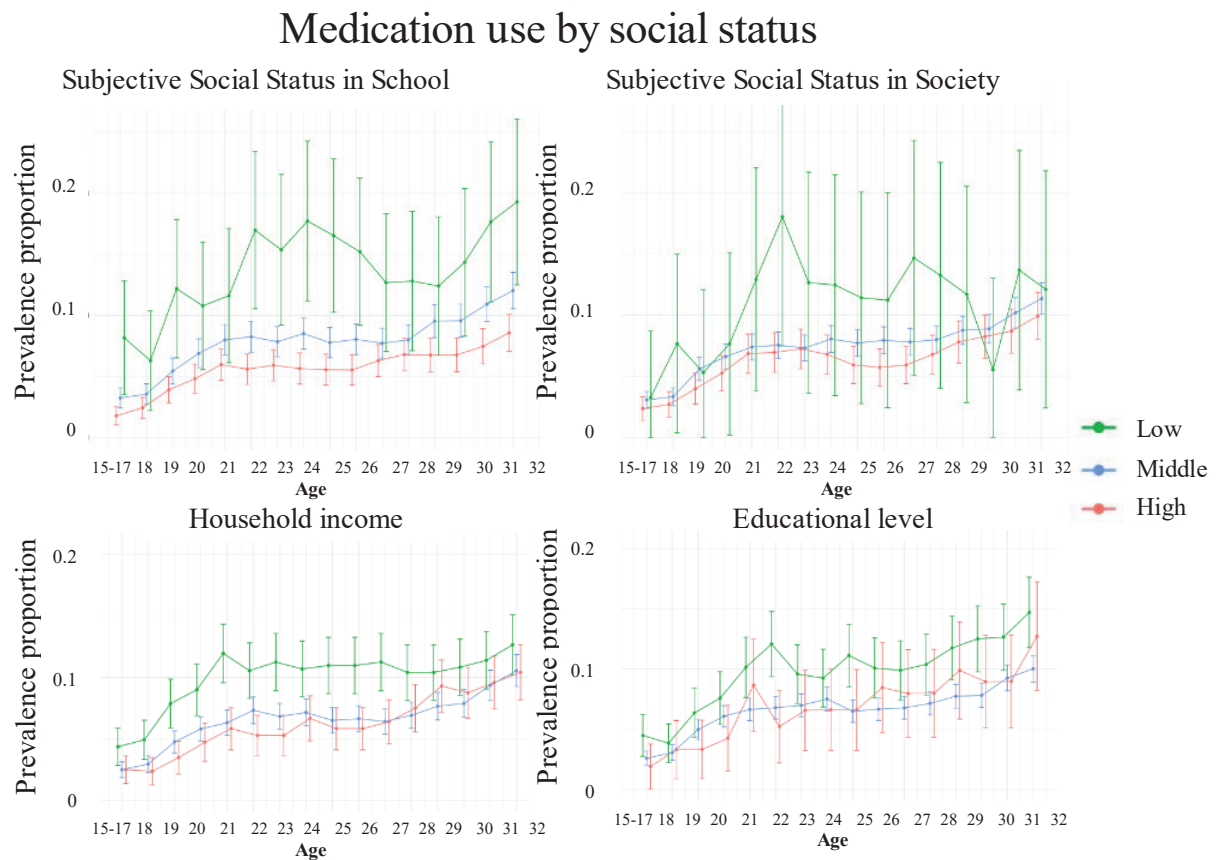 Medication use by social status
Subjective Social Status in School
Subjective Social Status in Society
Prevalence proportion
0.2
0.1
0
15-17 18 19 20 21 22 23 24 25 26 27 28 29 30 31 32
Age
Prevalence proportion
0.2
0.1
0
15-17 18 19 20 21 22 23 24 25 26 27 28 29 30 31 32
Age
Low
Middle
High
Household income
Educational level
Prevalence proportion
0.2
0.1
0
15-17 18 19 20 21 22 23 24 25 26 27 28 29 30 31 32
Age
Prevalence proportion
0.2
0.1
0
15-17 18 19 20 21 22 23 24 25 26 27 28 29 30 31 32
Age